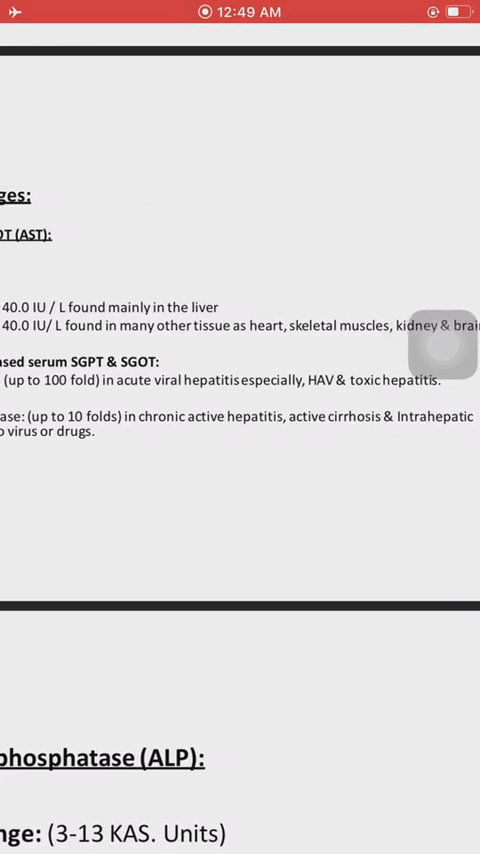 12:49 AM
ges:
OT (AST):
40.0 IU / L found mainly in the liver
40.0 IU/ L found in many other tissue as heart, skeletal muscles, kidney & brai
ased serum SGPT & SGOT:
(up to 100 fold) in acute viral hepatitis especially, HAV & toxic hepatitis.
ase: (up to 10 folds) in chronic active hepatitis, active cirrhosis & Intrahepatic
o virus or drugs.
phosphatase (ALP):
nge: (3-13 KAS. Units)